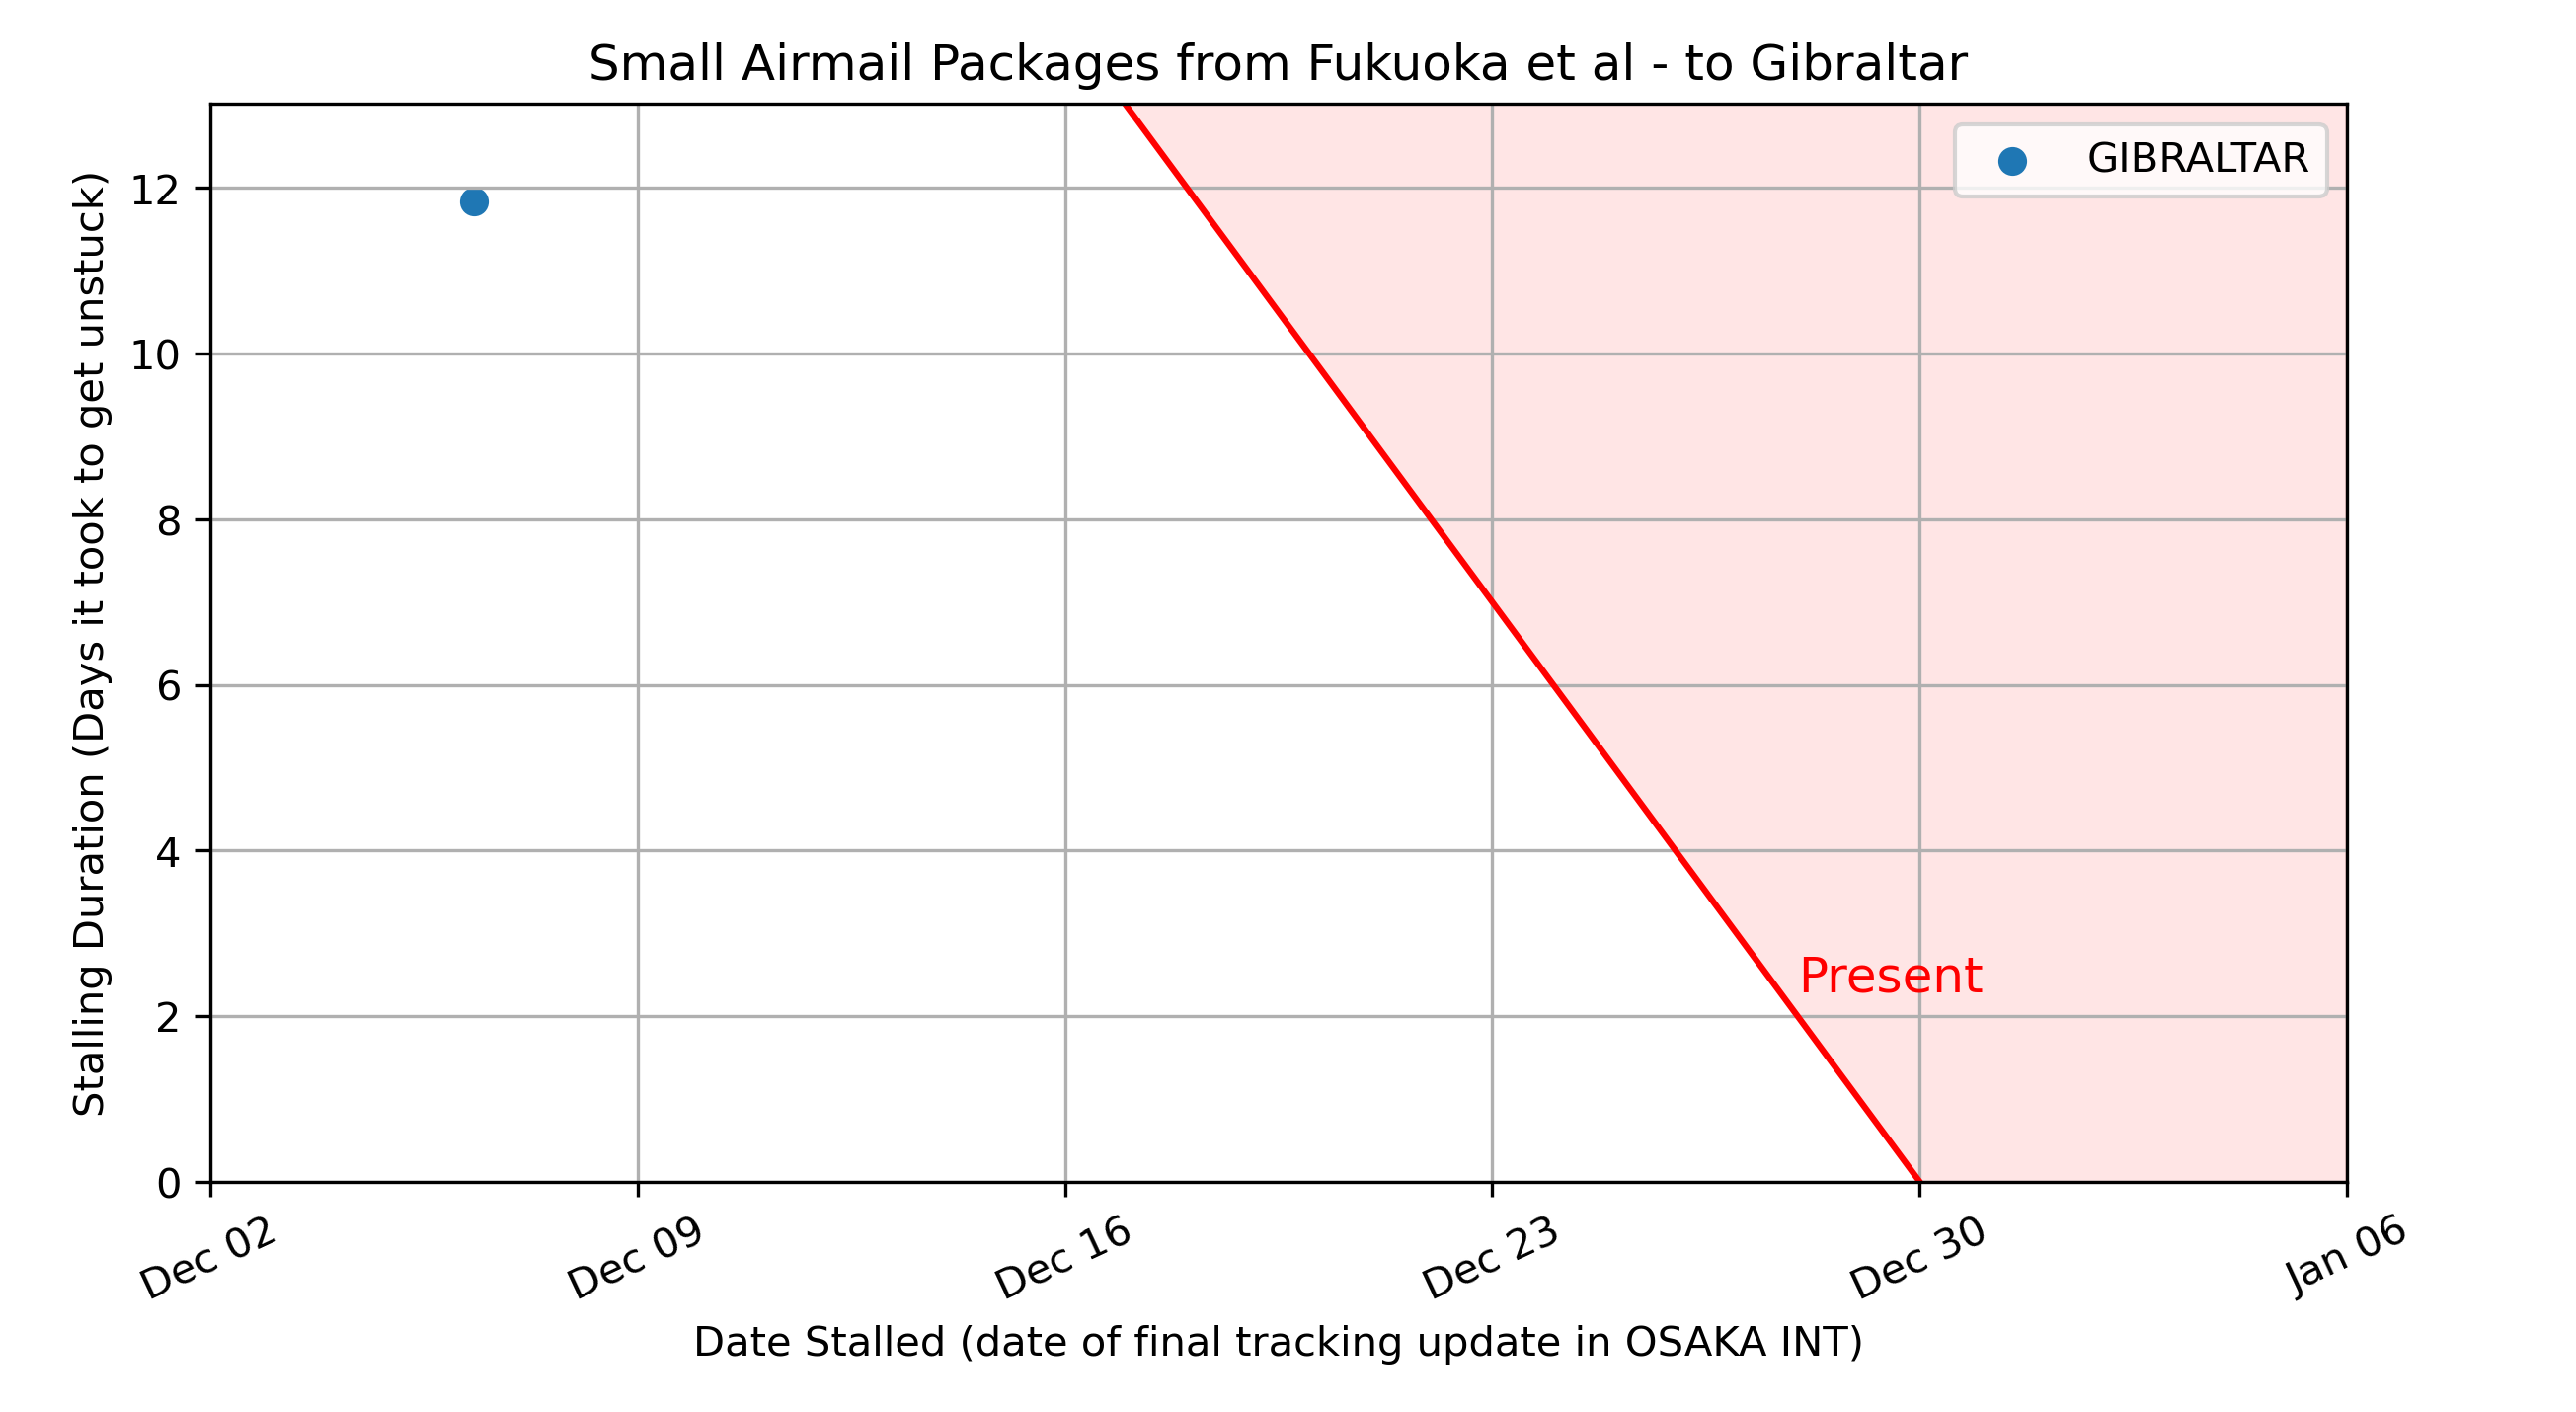 Small Airmail Packages from Fukuoka et al - to Gibraltar
GIBRALTAR
Stalling Duration (Days it took to get unstuck)
12
10
8
6
4
2
0
Present
Dec 02
Dec 09
Dec 16
Dec 23
Dec 30
Jan 06
Date Stalled (date of final tracking update in OSAKA INT)